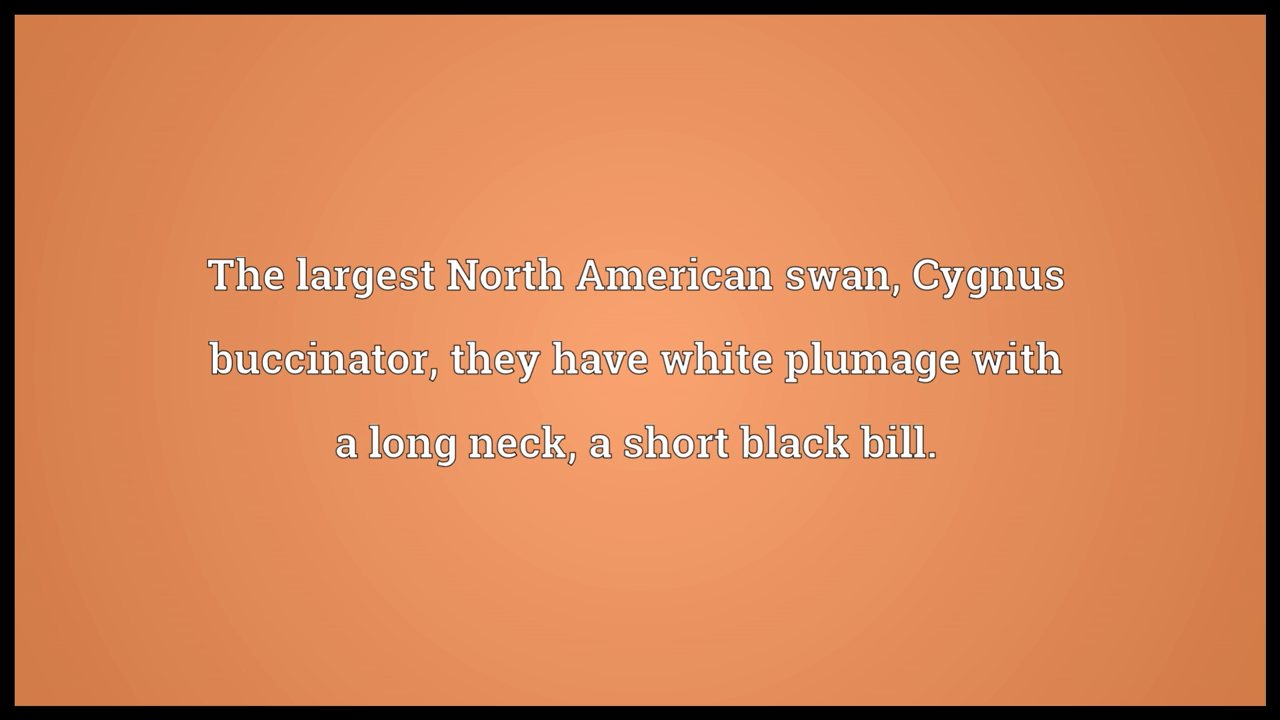 The largest North American swan, Cygnus
buccinator, they have white plumage with
a long neck, a short black bill.